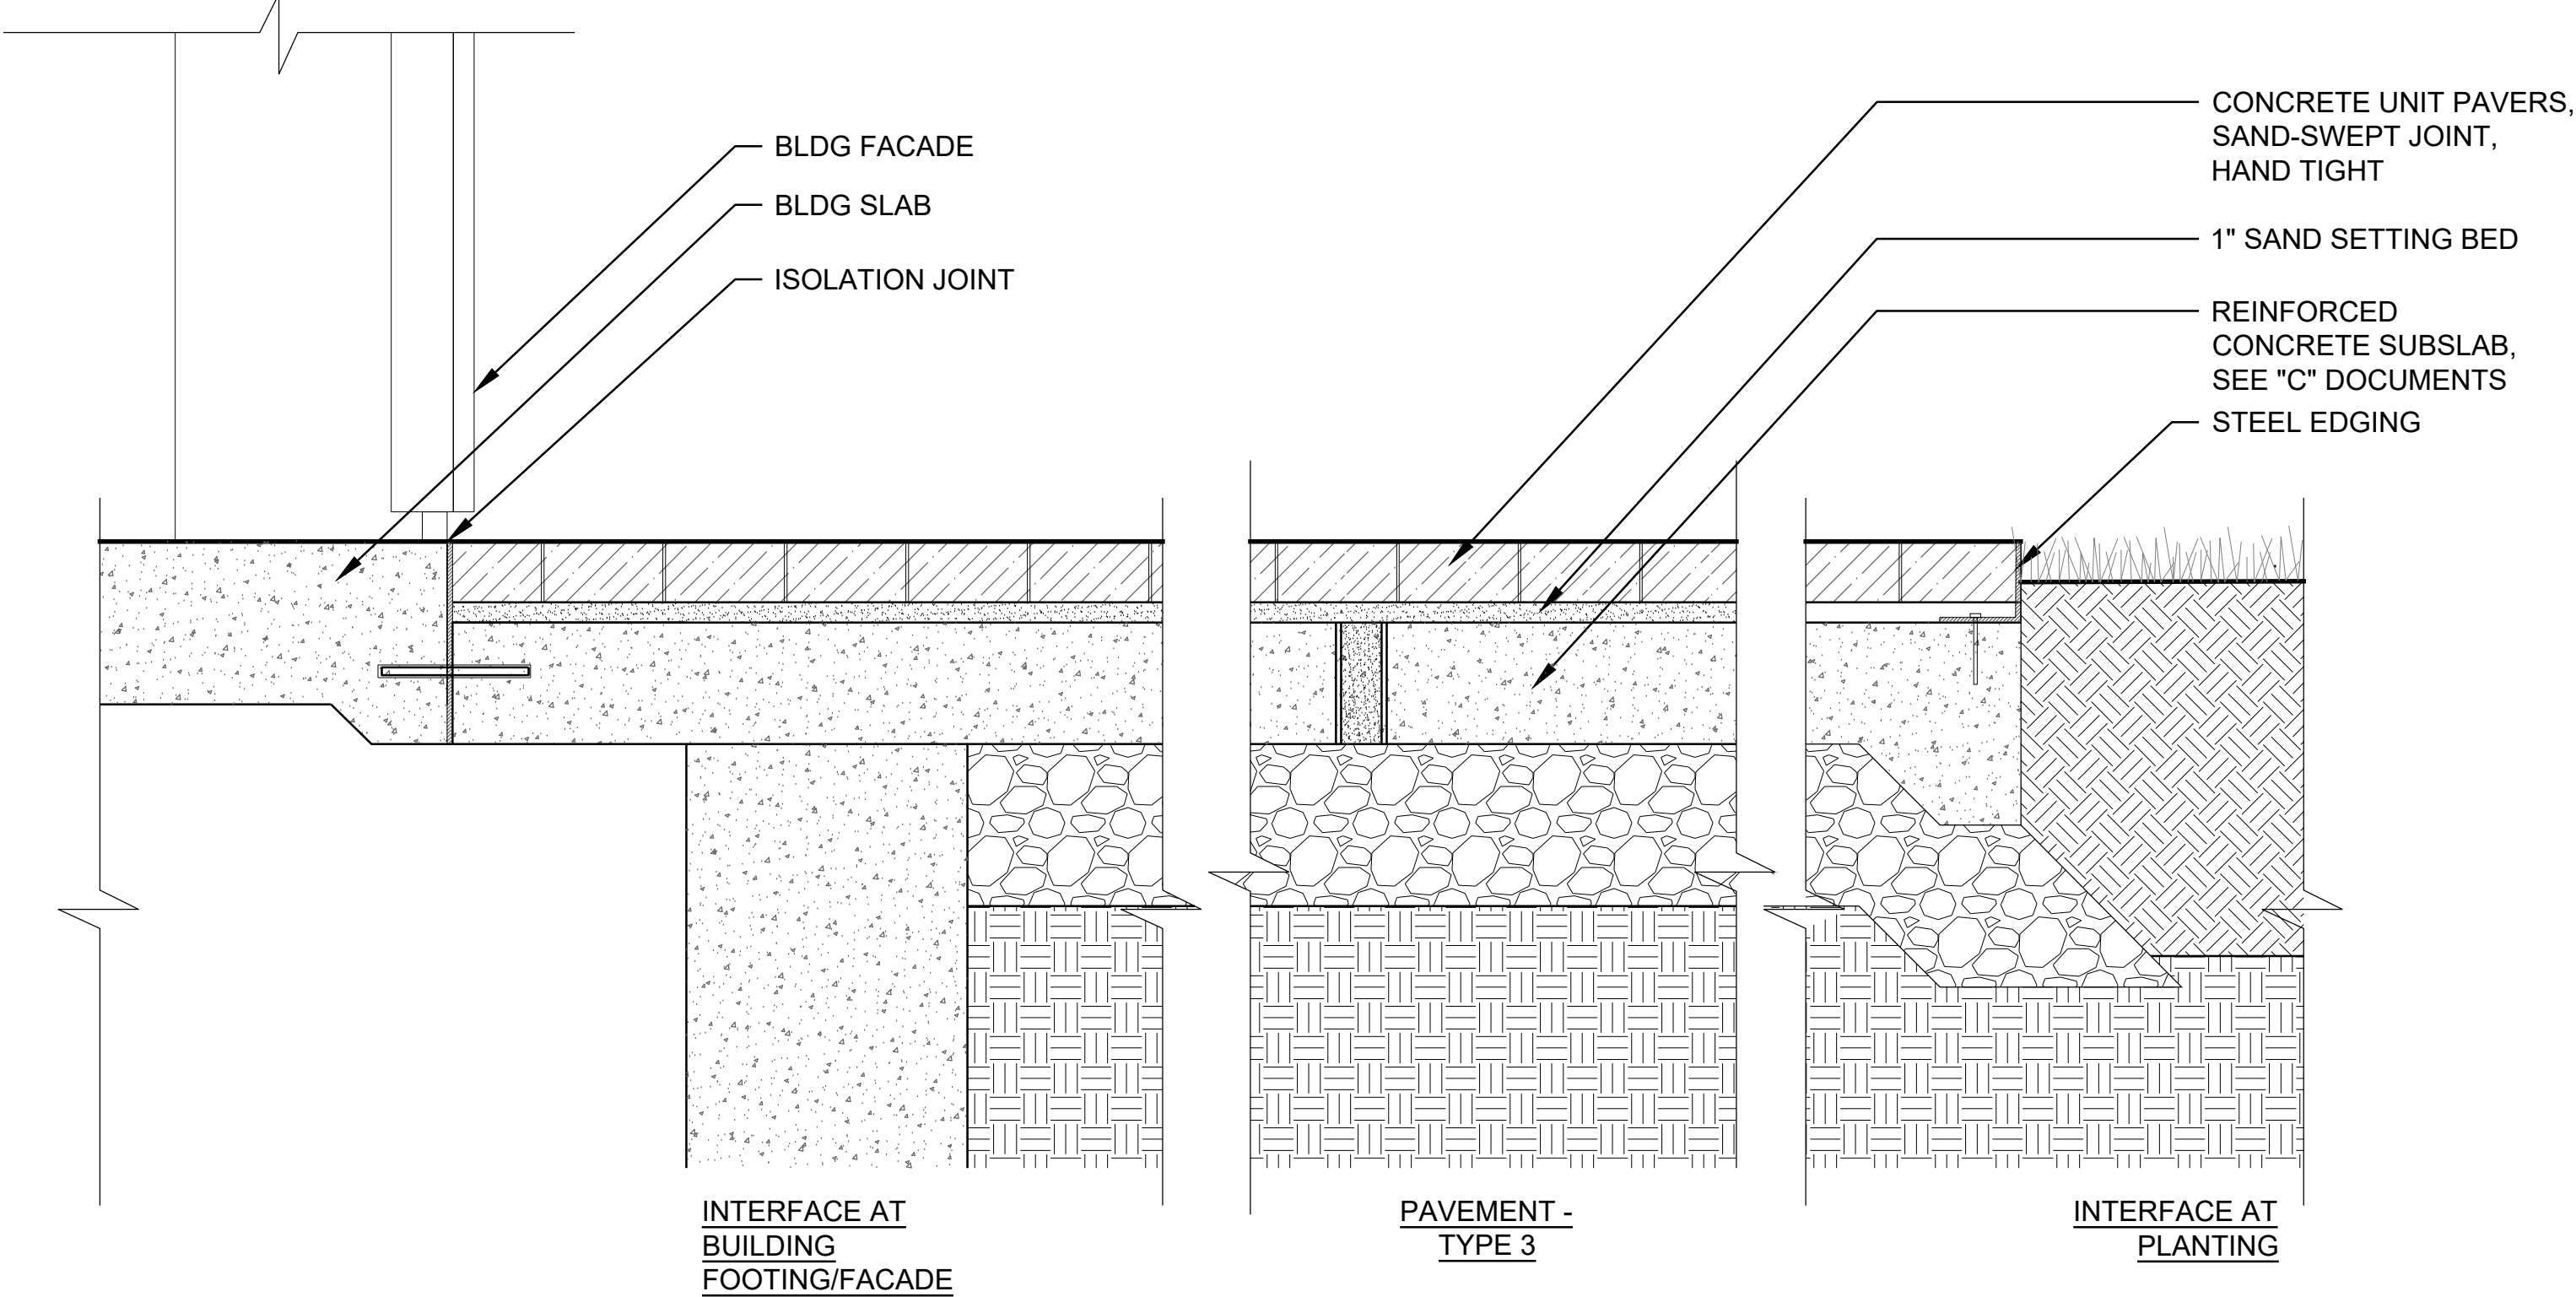 BLDG FACADE
BLDG SLAB
ISOLATION JOINT
CONCRETE UNIT PAVERS,
SAND-SWEPT JOINT,
HAND TIGHT
1" SAND SETTING BED
REINFORCED
CONCRETE SUBSLAB,
SEE "C" DOCUMENTS
STEEL EDGING
INTERFACE AT
BUILDING
FOOTING/FACADE
PAVEMENT -
TYPE 3
INTERFACE AT
PLANTING